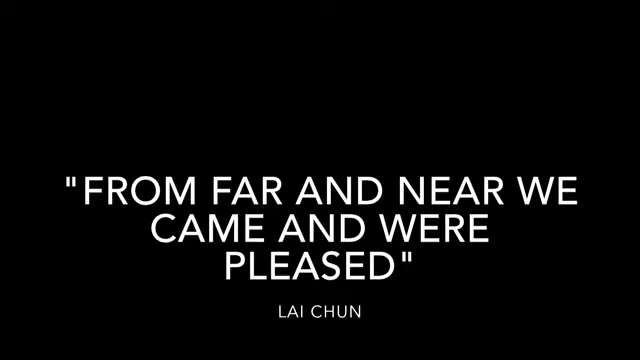 "FROM FAR AND NEAR WE
CAME AND WERE
PLEASED"
LAI CHUN